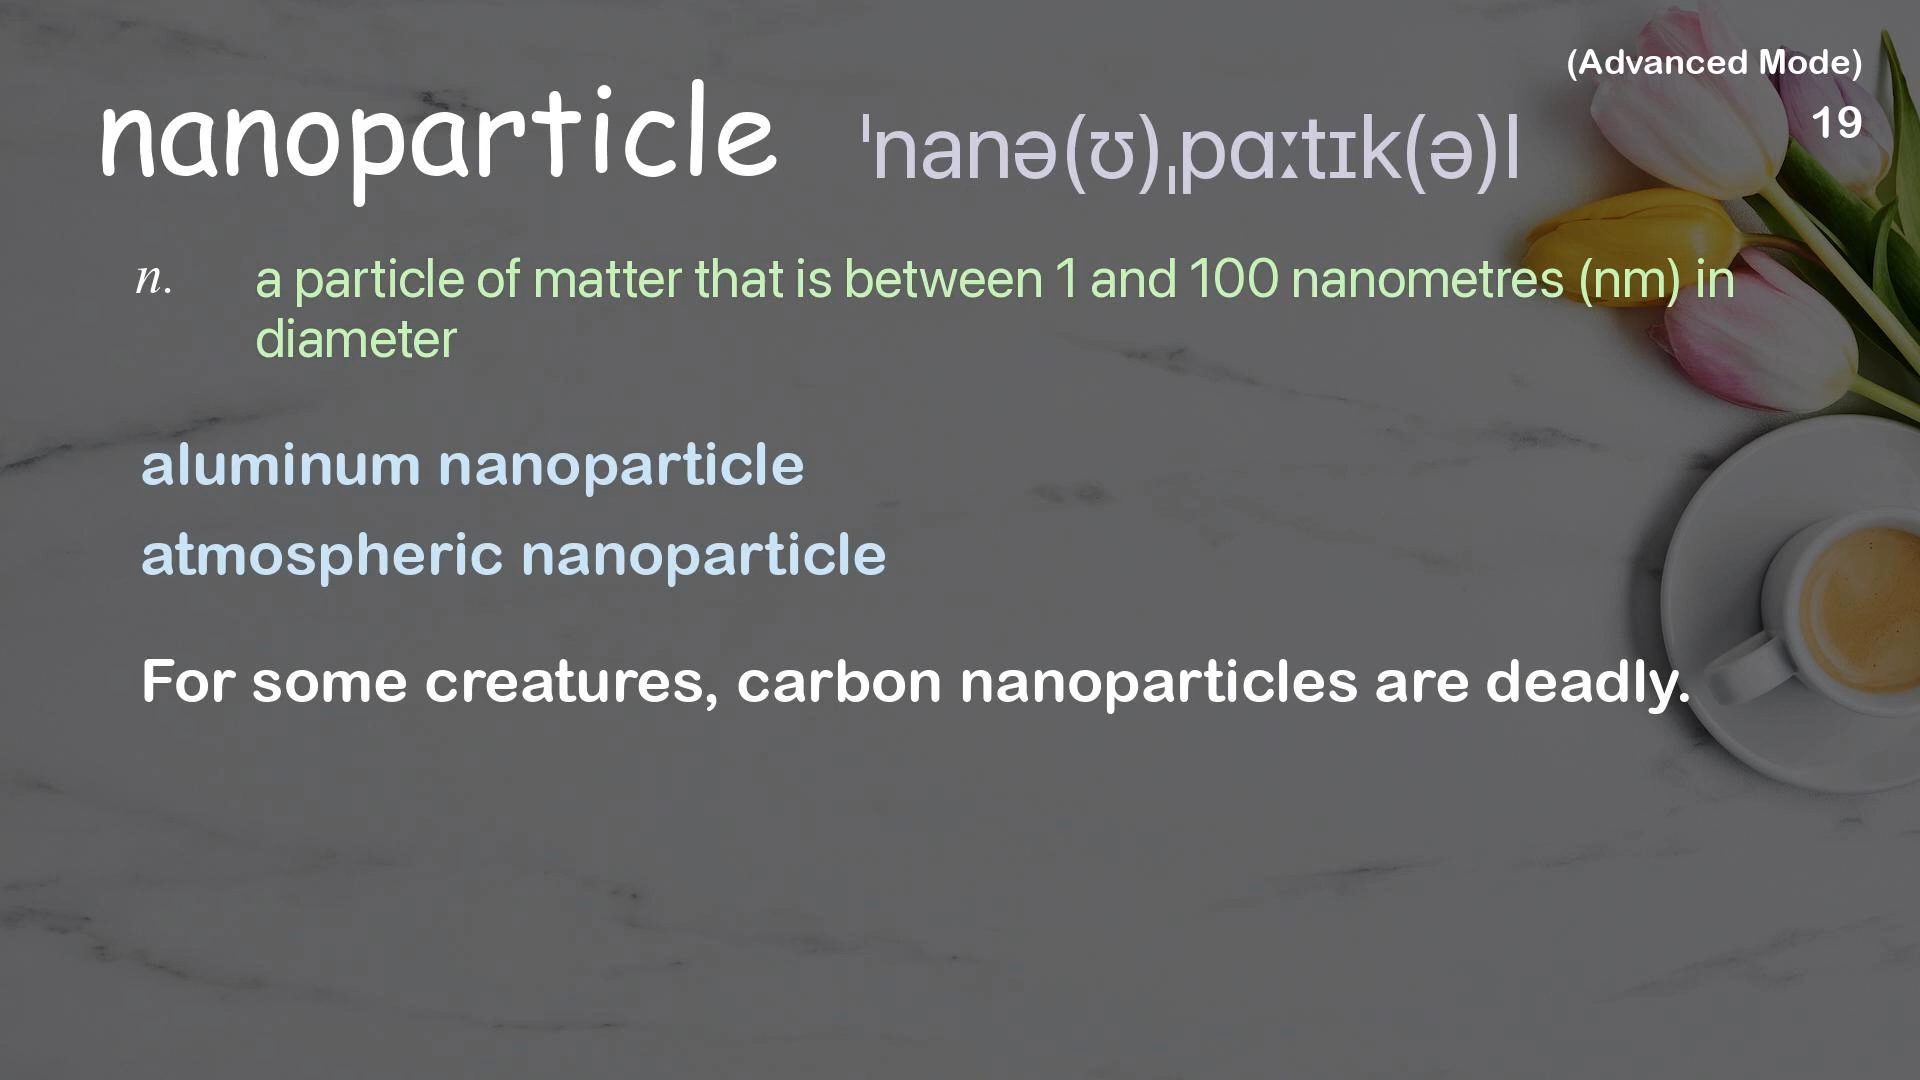 (Advanced Mode)
19
nanoparticle ˈnanə(ʊ)ˌpɑːtɪk(ə)l
n. a particle of matter that is between 1 and 100 nanometres (nm) in
diameter
aluminum nanoparticle
atmospheric nanoparticle
For some creatures, carbon nanoparticles are deadly.